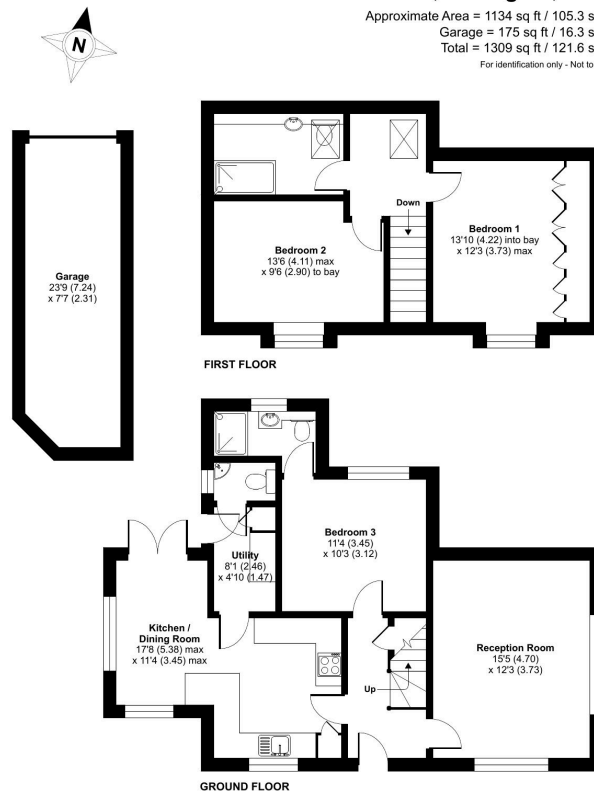 Approximate Area = 1134 sq ft / 105.3 s
Garage = 175 sq ft / 16.3 s
Total = 1309 sq ft / 121.6 s
For identification only - Not to
N
Garage
23'9 (7.24)
x 7'7 (2.31)
Down
Bedroom 1
13'10 (4.22) into bay
x 12'3 (3.73) max
Bedroom 2
13'6 (4.11) max
x 9'6 (2.90) to bay
FIRST FLOOR
Bedroom 3
11'4 (3.45)
x 10'3 (3.12)
Utility
8'1 (2.46)
x 4'10 (1.47)
Kitchen /
Dining Room
17'8 (5.38) max
x 11'4 (3.45) max
Reception Room
15'5 (4.70)
x 12'3 (3.73)
Up
GROUND FLOOR